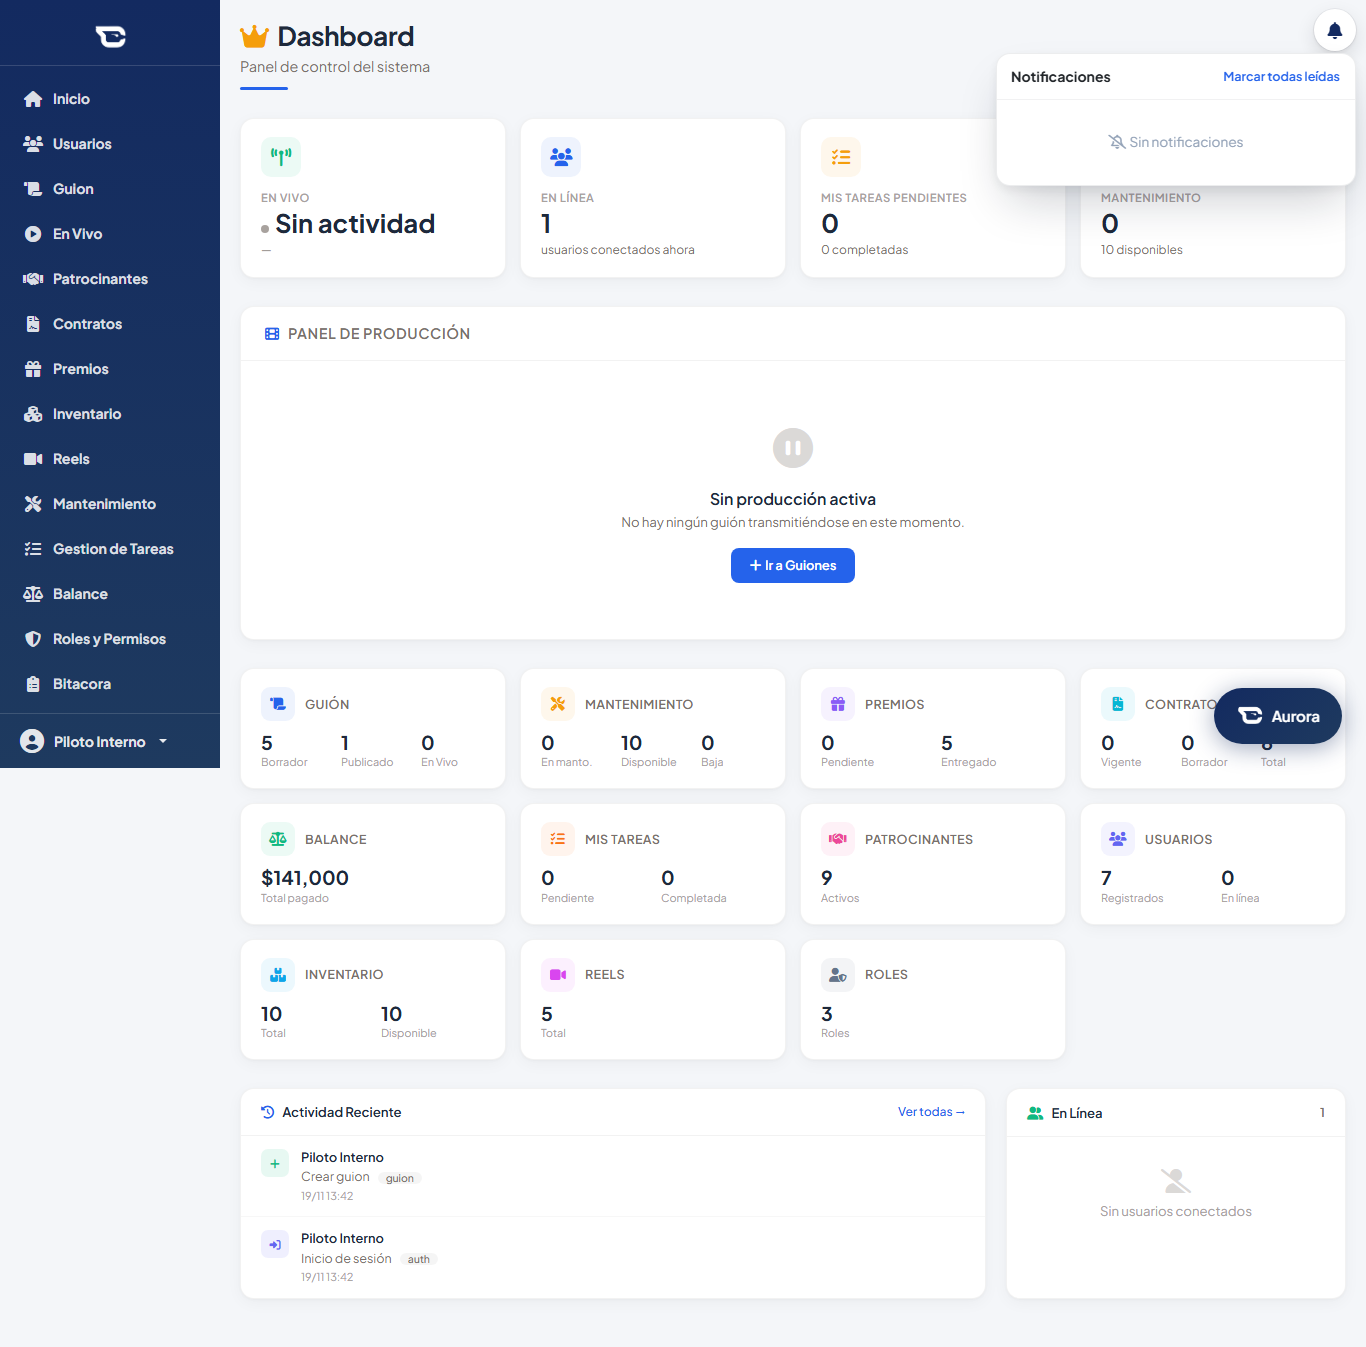 Inicio
Usuarios
Guion
En Vivo
Patrocinantes
Contratos
Premios
Inventario
Reels
Mantenimiento
Gestion de Tareas
Balance
Roles y Permisos
Bitacora
Piloto Interno
Dashboard
Panel de control del sistema
Notificaciones
Marcar todas leídas
Sin notificaciones
EN VIVO
Sin actividad
—
EN LÍNEA
1
usuarios conectados ahora
MIS TAREAS PENDIENTES
0
0 completadas
MANTENIMIENTO
0
10 disponibles
PANEL DE PRODUCCIÓN
Sin producción activa
No hay ningún guión transmitiéndose en este momento.
+ Ir a Guiones
GUIÓN
5 1 0
Borrador Publicado En Vivo
MANTENIMIENTO
0 10 0
En manto. Disponible Baja
PREMIOS
0 5
Pendiente Entregado
CONTRATO
0 0
Vigente Borrador Total
Aurora
BALANCE
$141,000
Total pagado
MIS TAREAS
0 0
Pendiente Completada
PATROCINANTES
9
Activos
USUARIOS
7 0
Registrados En línea
INVENTARIO
10 10
Total Disponible
REELS
5
Total
ROLES
3
Roles
Actividad Reciente
Ver todas →
Piloto Interno
Crear guion guion
19/11 13:42
Piloto Interno
Inicio de sesión auth
19/11 13:42
En Línea
1
Sin usuarios conectados